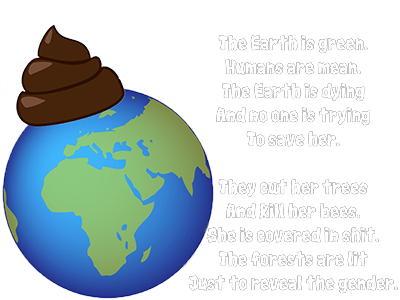 The Earth is green.
Humans are mean.
The Earth is dying
And no one is trying
To save her.
They cut her trees
And kill her bees.
She is covered in shit.
The forests are lit
Just to reveal the gender.